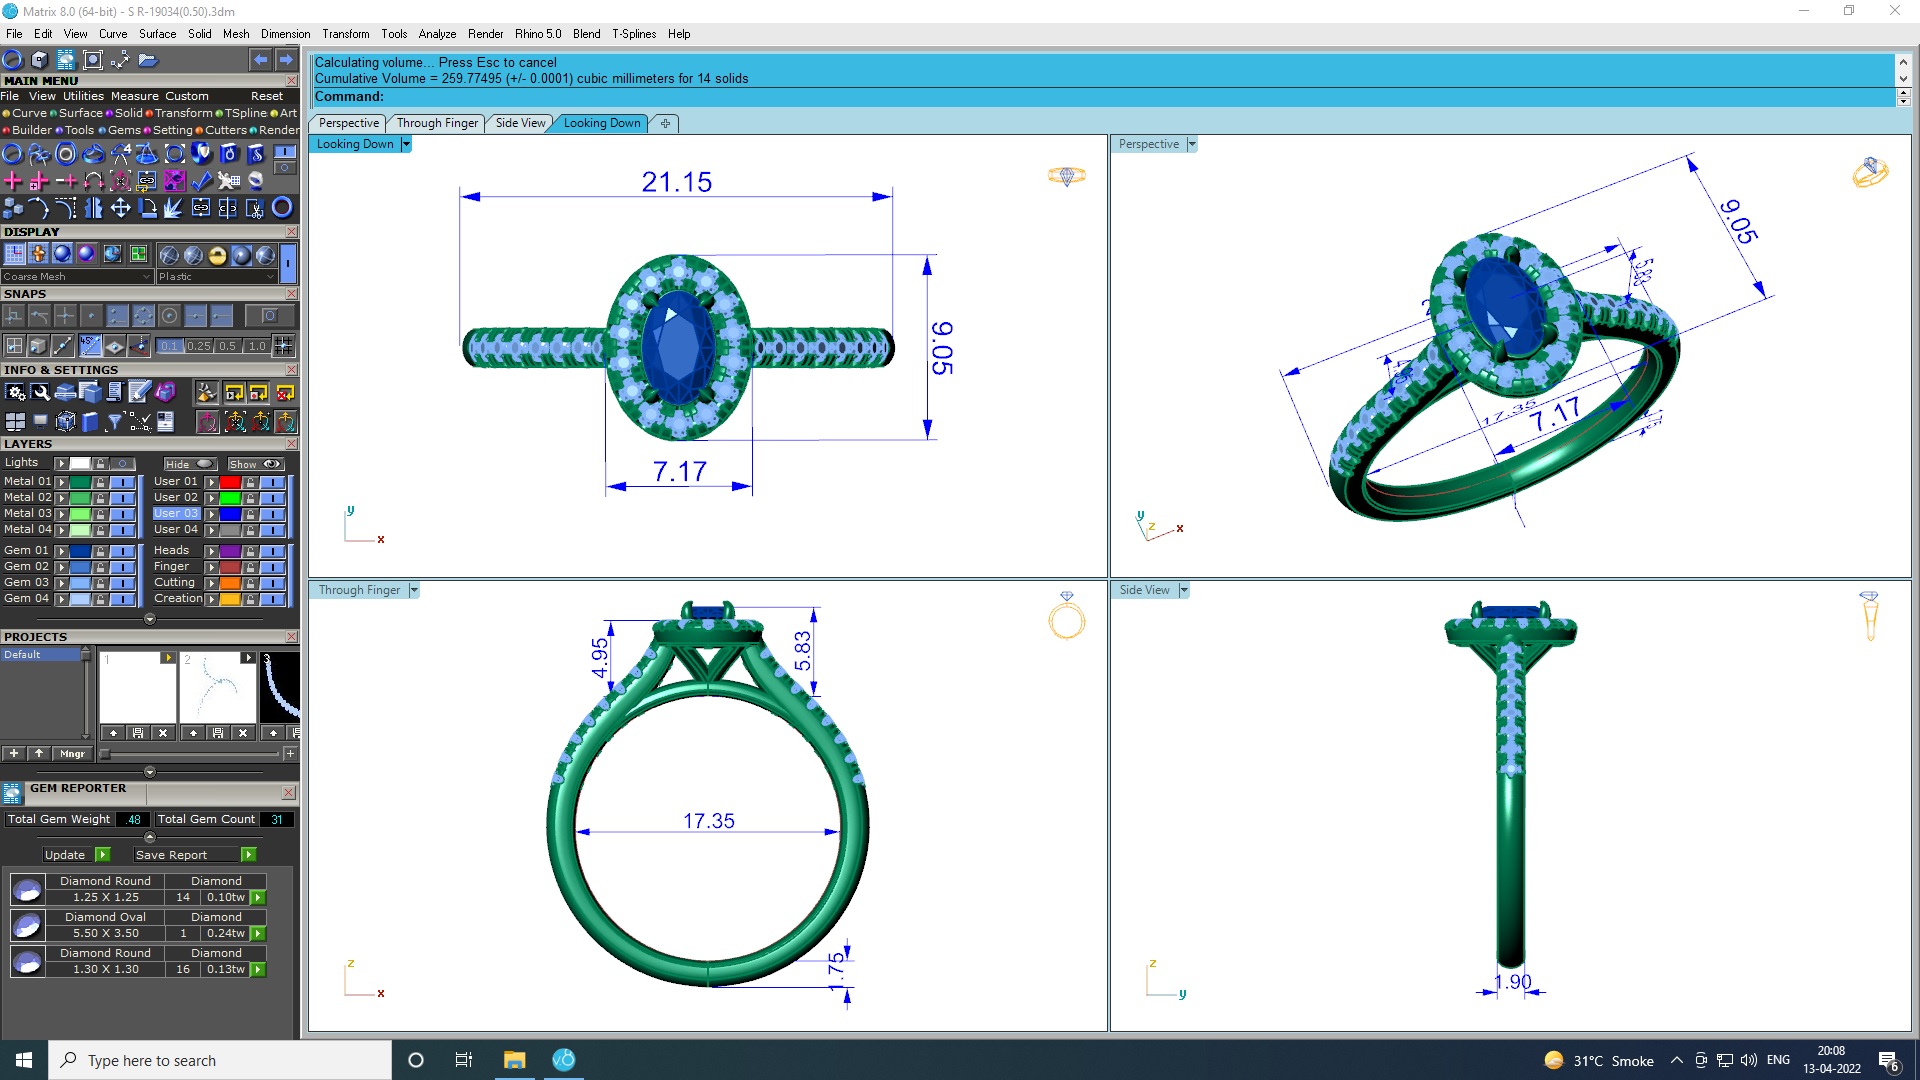 Matrix 8.0 (64-bit) - S R-19034(0.50).3dm
File Edit View Curve Surface Solid Mesh Dimension Transform Tools Analyze Render Rhino 5.0 Blend T-Splines Help
Calculating volume... Press Esc to cancel
Cumulative Volume = 259.77495 (+/- 0.0001) cubic millimeters for 14 solids
Command:
MAIN MENU
File View Utilities Measure Custom Reset
Curve Surface Solid Transform TSpline Art
Builder Tools Gems Setting Cutters Render
DISPLAY
Coarse Mesh Plastic
SNAPS
0.1 0.25 0.5 1.0
INFO & SETTINGS
LAYERS
Lights Hide Show
Metal 01 User 01
Metal 02 User 02
Metal 03 User 03
Metal 04 User 04
Gem 01 Heads
Gem 02 Finger
Gem 03 Cutting
Gem 04 Creation
PROJECTS
Default
1 2 3
Mngr
GEM REPORTER
Total Gem Weight .48 Total Gem Count 31
Update Save Report
Diamond Round Diamond
1.25 X 1.25 14 0.10tw
Diamond Oval Diamond
5.50 X 3.50 1 0.24tw
Diamond Round Diamond
1.30 X 1.30 16 0.13tw
Perspective Through Finger Side View Looking Down
Looking Down
21.15
9.05
7.17
y
x
Perspective
9.05
17.35
7.17
y
z
x
Through Finger
4.95
5.83
17.35
1.75
z
x
Side View
1.90
z
y
Type here to search
31°C Smoke
ENG
20:08
13-04-2022
6